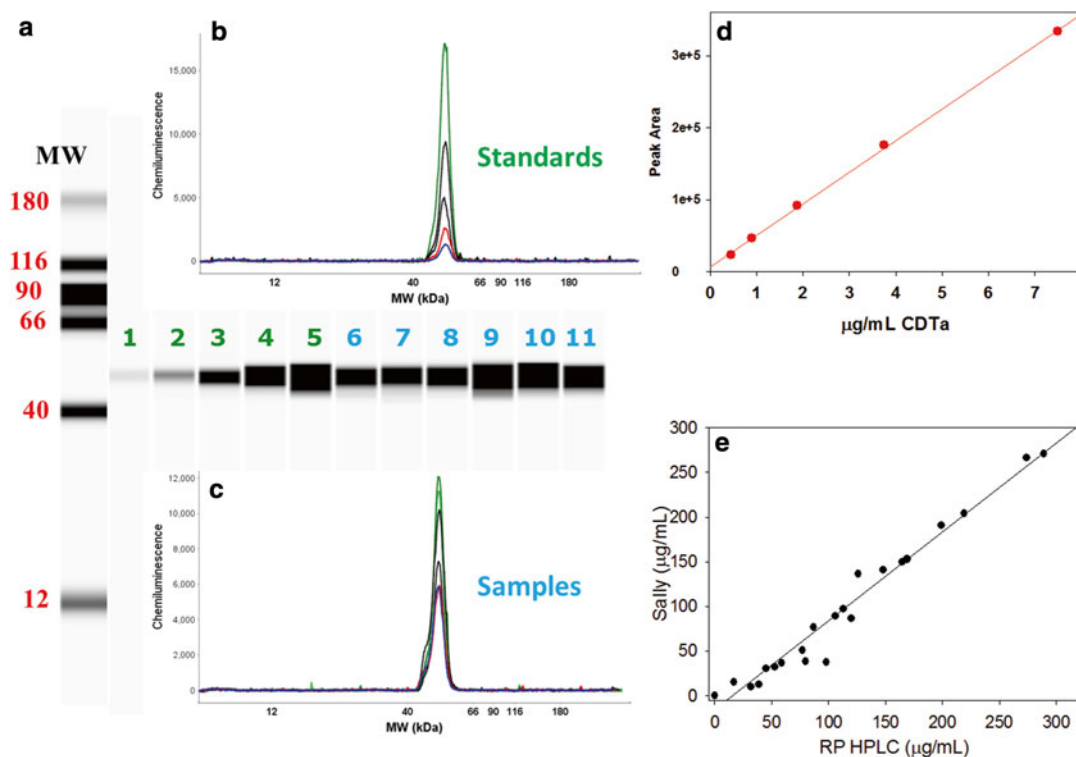 a
MW
180
116
90
66
40
12
1 2 3 4 5 6 7 8 9 10 11
b
Chemiluminescence
15,000
10,000
5,000
0
Standards
12 40 66 90 116 180
MW (kDa)
c
Chemiluminescence
12,000
10,000
8,000
6,000
4,000
2,000
0
Samples
12 40 66 90 116 180
MW (kDa)
d
Peak Area
3e+5
2e+5
1e+5
0
0 1 2 3 4 5 6 7
µg/mL CDTa
e
Sally (µg/mL)
300
250
200
150
100
50
0
0 50 100 150 200 250 300
RP HPLC (µg/mL)